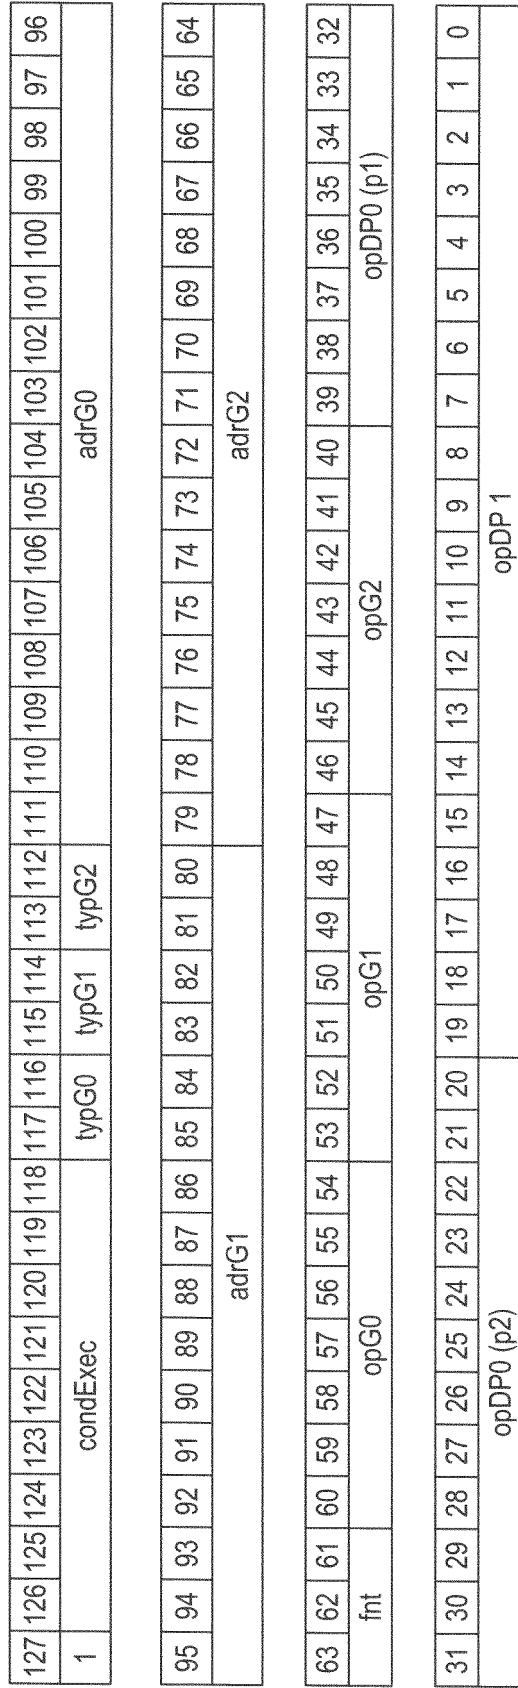 127 126 125 124 123 122 121 120 119 118 117 116 115 114 113 112 111 110 109 108 107 106 105 104 103 102 101 100 99 98 97 96
1 condExec typG0 typG1 typG2 adrG0
95 94 93 92 91 90 89 88 87 86 85 84 83 82 81 80 79 78 77 76 75 74 73 72 71 70 69 68 67 66 65 64
adrG1 adrG2
63 62 61 60 59 58 57 56 55 54 53 52 51 50 49 48 47 46 45 44 43 42 41 40 39 38 37 36 35 34 33 32
fnt opG0 opG1 opG2 opDP0 (p1)
31 30 29 28 27 26 25 24 23 22 21 20 19 18 17 16 15 14 13 12 11 10 9 8 7 6 5 4 3 2 1 0
opDP0 (p2) opDP1